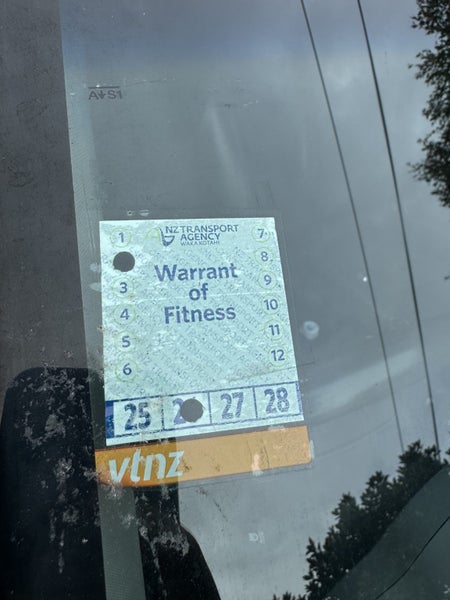 A↓S1
NZ TRANSPORT
AGENCY
WAKA KOTAHI
1 7
8
3 9
4 10
5 11
6 12
Warrant
of
Fitness
25 2 27 28
vtnz